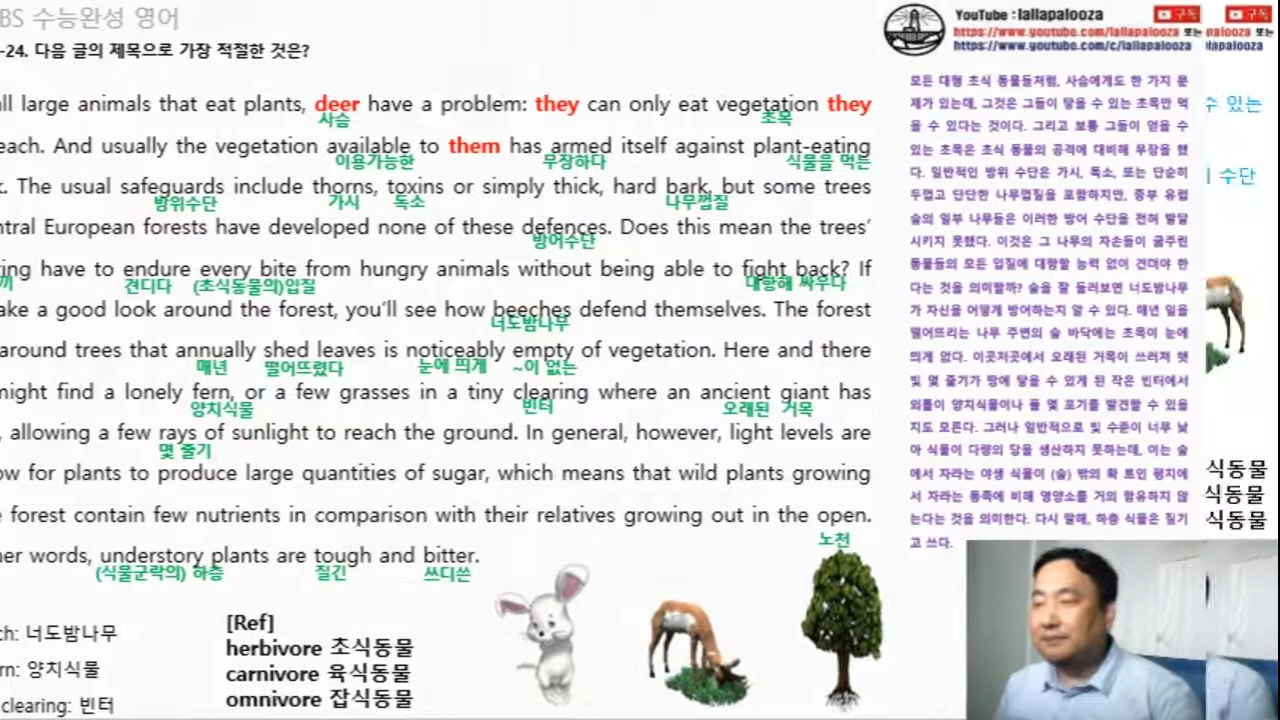 BS 수능완성 영어
-24. 다음 글의 제목으로 가장 적절한 것은?
ll large animals that eat plants, deer have a problem: they can only eat vegetation they
사슴 초목
each. And usually the vegetation available to them has armed itself against plant-eating
이용가능한 무장하다 식물을 먹는
. The usual safeguards include thorns, toxins or simply thick, hard bark, but some trees
방위수단 가시 독소 나무껍질
ntral European forests have developed none of these defences. Does this mean the trees’
방어수단
ing have to endure every bite from hungry animals without being able to fight back? If
끼 견디다 (초식동물의)입질 대항해 싸우다
ake a good look around the forest, you’ll see how beeches defend themselves. The forest
너도밤나무
around trees that annually shed leaves is noticeably empty of vegetation. Here and there
매년 떨어뜨렸다 눈에 띄게 ~이 없는
might find a lonely fern, or a few grasses in a tiny clearing where an ancient giant has
양치식물 빈터 오래된 거목
, allowing a few rays of sunlight to reach the ground. In general, however, light levels are
몇 줄기
ow for plants to produce large quantities of sugar, which means that wild plants growing
e forest contain few nutrients in comparison with their relatives growing out in the open.
노천
her words, understory plants are tough and bitter.
(식물군락의) 하층 질긴 쓰디쓴
ch: 너도밤나무
rn: 양치식물
clearing: 빈터
[Ref]
herbivore 초식동물
carnivore 육식동물
omnivore 잡식동물
YouTube : lallapalooza 구독 구독
https://www.youtube.com/lallapalooza 또는 palooza 또는
https://www.youtube.com/c/lallapalooza lapalooza
모든 대형 초식 동물들처럼, 사슴에게도 한 가지 문
제가 있는데, 그것은 그들이 닿을 수 있는 초목만 먹
을 수 있다는 것이다. 그리고 보통 그들이 얻을 수
있는 초목은 초식 동물의 공격에 대비해 무장을 했
다. 일반적인 방위 수단은 가시, 독소, 또는 단순히
두껍고 단단한 나무껍질을 포함하지만, 중부 유럽
숲의 일부 나무들은 이러한 방어 수단을 전혀 발달
시키지 못했다. 이것은 그 나무의 자손들이 굶주린
동물들의 모든 입질에 대항할 능력 없이 견뎌야 한
다는 것을 의미할까? 숲을 잘 둘러보면 너도밤나무
가 자신을 어떻게 방어하는지 알 수 있다. 매년 잎을
떨어뜨리는 나무 주변의 숲 바닥에는 초목이 눈에
띄게 없다. 이곳저곳에서 오래된 거목이 쓰러져 햇
빛 몇 줄기가 땅에 닿을 수 있게 된 작은 빈터에서
외톨이 양치식물이나 풀 몇 포기를 발견할 수 있을
지도 모른다. 그러나 일반적으로 빛 수준이 너무 낮
아 식물이 다량의 당을 생산하지 못하는데, 이는 숲
에서 자라는 야생 식물이 (숲) 밖의 확 트인 평지에
서 자라는 동족에 비해 영양소를 거의 함유하지 않
는다는 것을 의미한다. 다시 말해, 하층 식물은 질기
고 쓰다.
수 있는
수단
식동물
식동물
식동물